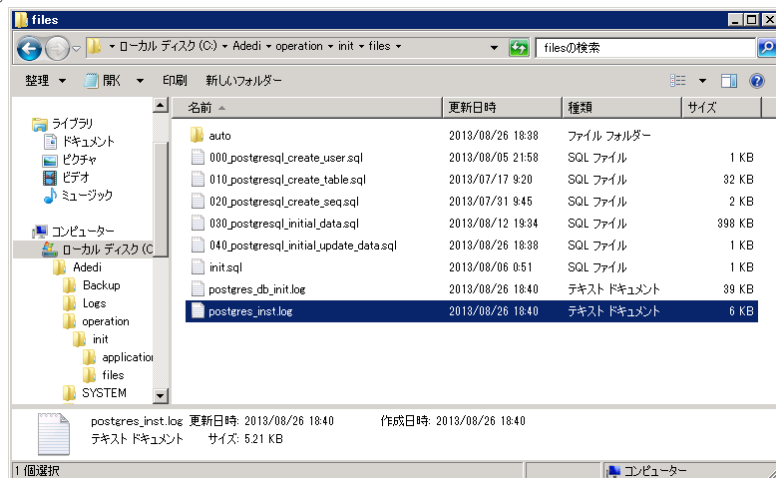 files
ローカル ディスク (C:) Adedi operation init files
filesの検索
整理 開く 印刷 新しいフォルダー
名前 更新日時 種類 サイズ
ライブラリ
ドキュメント
ピクチャ
ビデオ
ミュージック
コンピューター
ローカル ディスク (C
Adedi
Backup
Logs
operation
init
application
files
SYSTEM
auto 2013/08/26 18:38 ファイル フォルダー
000_postgresql_create_user.sql 2013/08/05 21:58 SQL ファイル 1 KB
010_postgresql_create_table.sql 2013/07/17 9:20 SQL ファイル 32 KB
020_postgresql_create_seq.sql 2013/07/31 9:45 SQL ファイル 2 KB
030_postgresql_initial_data.sql 2013/08/12 19:34 SQL ファイル 398 KB
040_postgresql_initial_update_data.sql 2013/08/26 18:38 SQL ファイル 1 KB
init.sql 2013/08/06 0:51 SQL ファイル 1 KB
postgres_db_init.log 2013/08/26 18:40 テキスト ドキュメント 39 KB
postgres_inst.log 2013/08/26 18:40 テキスト ドキュメント 6 KB
postgres_inst.log 更新日時: 2013/08/26 18:40 作成日時: 2013/08/26 18:40
テキスト ドキュメント サイズ: 5.21 KB
1 個選択 コンピューター